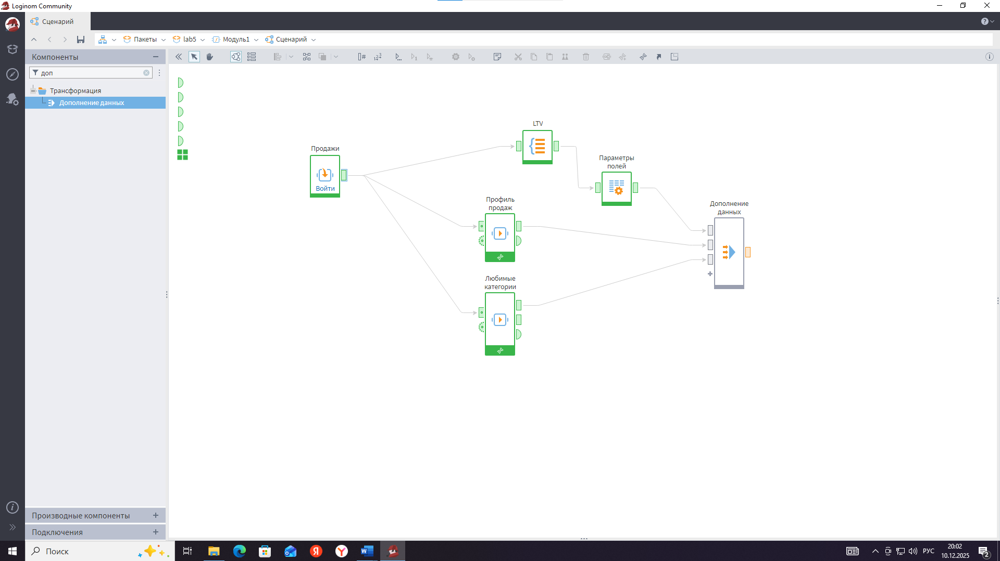 Loginom Community
Сценарий
Пакеты
lab5
Модуль1
Сценарий
Компоненты
доп
Трансформация
Дополнение данных
Продажи
Войти
LTV
Параметры
полей
Профиль
продаж
Любимые
категории
Дополнение
данных
Производные компоненты
Подключения
Поиск
РУС
20:02
10.12.2025
2